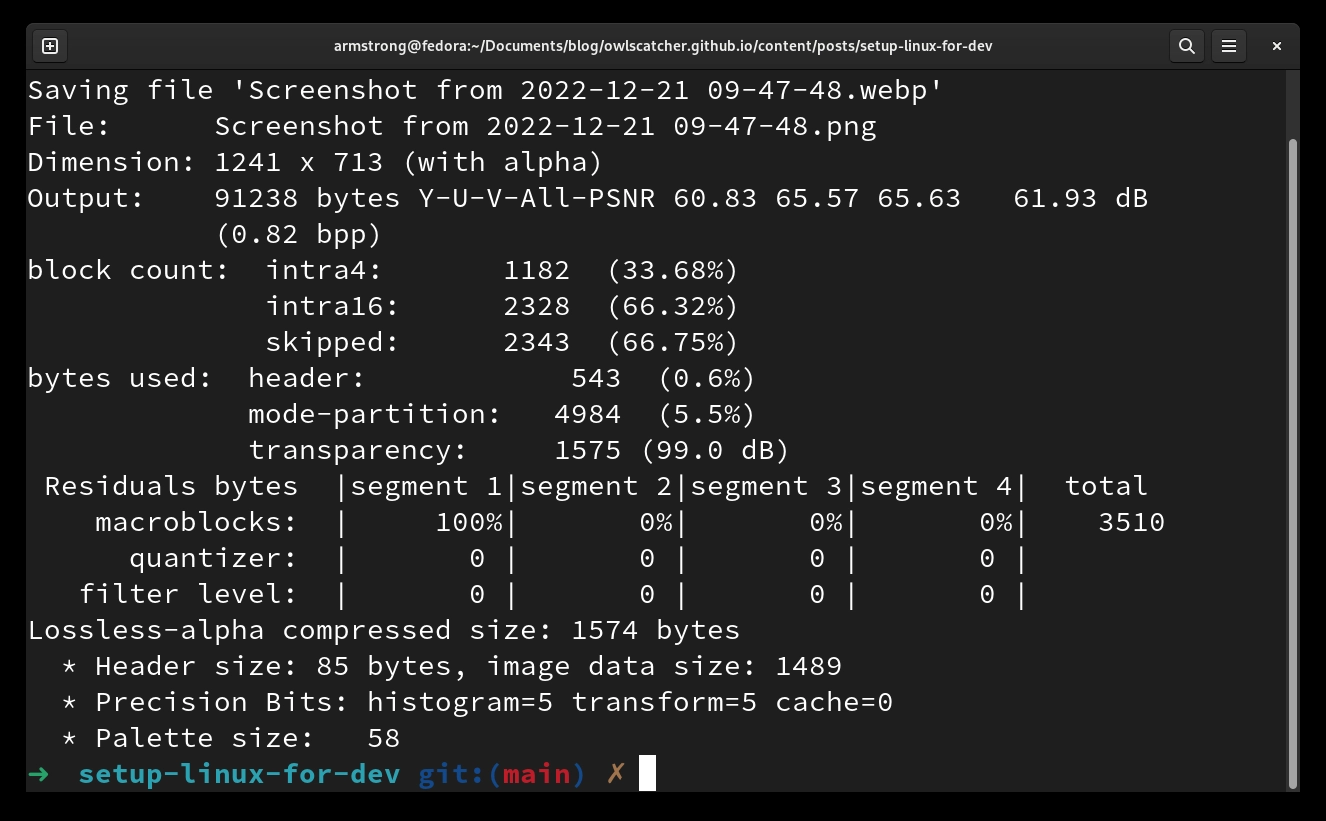 armstrong@fedora:~/Documents/blog/owlscatcher.github.io/content/posts/setup-linux-for-dev
Saving file 'Screenshot from 2022-12-21 09-47-48.webp'
File:      Screenshot from 2022-12-21 09-47-48.png
Dimension: 1241 x 713 (with alpha)
Output:    91238 bytes Y-U-V-All-PSNR 60.83 65.57 65.63   61.93 dB
           (0.82 bpp)
block count:  intra4:       1182  (33.68%)
              intra16:      2328  (66.32%)
              skipped:      2343  (66.75%)
bytes used:  header:            543  (0.6%)
             mode-partition:   4984  (5.5%)
             transparency:     1575 (99.0 dB)
 Residuals bytes  |segment 1|segment 2|segment 3|segment 4|  total
    macroblocks:  |     100%|       0%|       0%|       0%|    3510
      quantizer:  |       0 |       0 |       0 |       0 |
   filter level:  |       0 |       0 |       0 |       0 |
Lossless-alpha compressed size: 1574 bytes
  * Header size: 85 bytes, image data size: 1489
  * Precision Bits: histogram=5 transform=5 cache=0
  * Palette size:   58
➜  setup-linux-for-dev git:(main) ✗